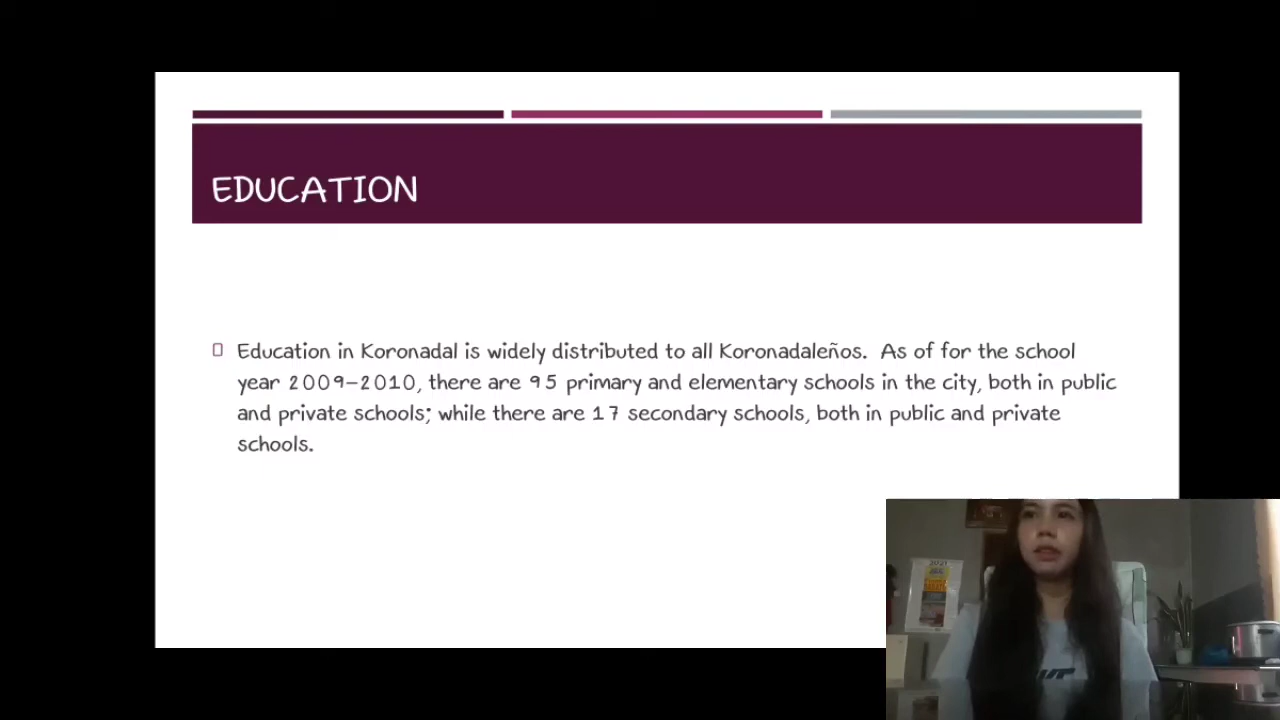 EDUCATION
Education in Koronadal is widely distributed to all Koronadaleños. As of for the school
year 2009-2010, there are 95 primary and elementary schools in the city, both in public
and private schools; while there are 17 secondary schools, both in public and private
schools.
2021